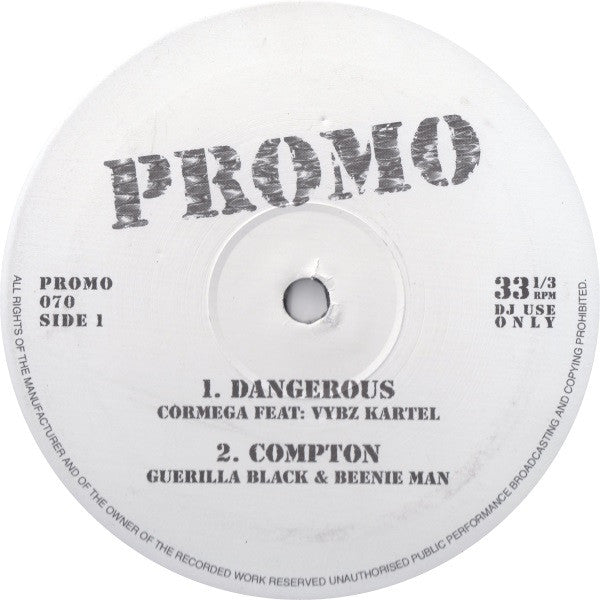 PROMO
PROMO
070
SIDE 1
33 1/3
RPM
DJ USE
ONLY
1. DANGEROUS
CORMEGA FEAT: VYBZ KARTEL
2. COMPTON
GUERILLA BLACK & BEENIE MAN
ALL RIGHTS OF THE MANUFACTURER AND OF THE OWNER OF THE RECORDED WORK RESERVED UNAUTHORISED PUBLIC PERFORMANCE BROADCASTING AND COPYING PROHIBITED.